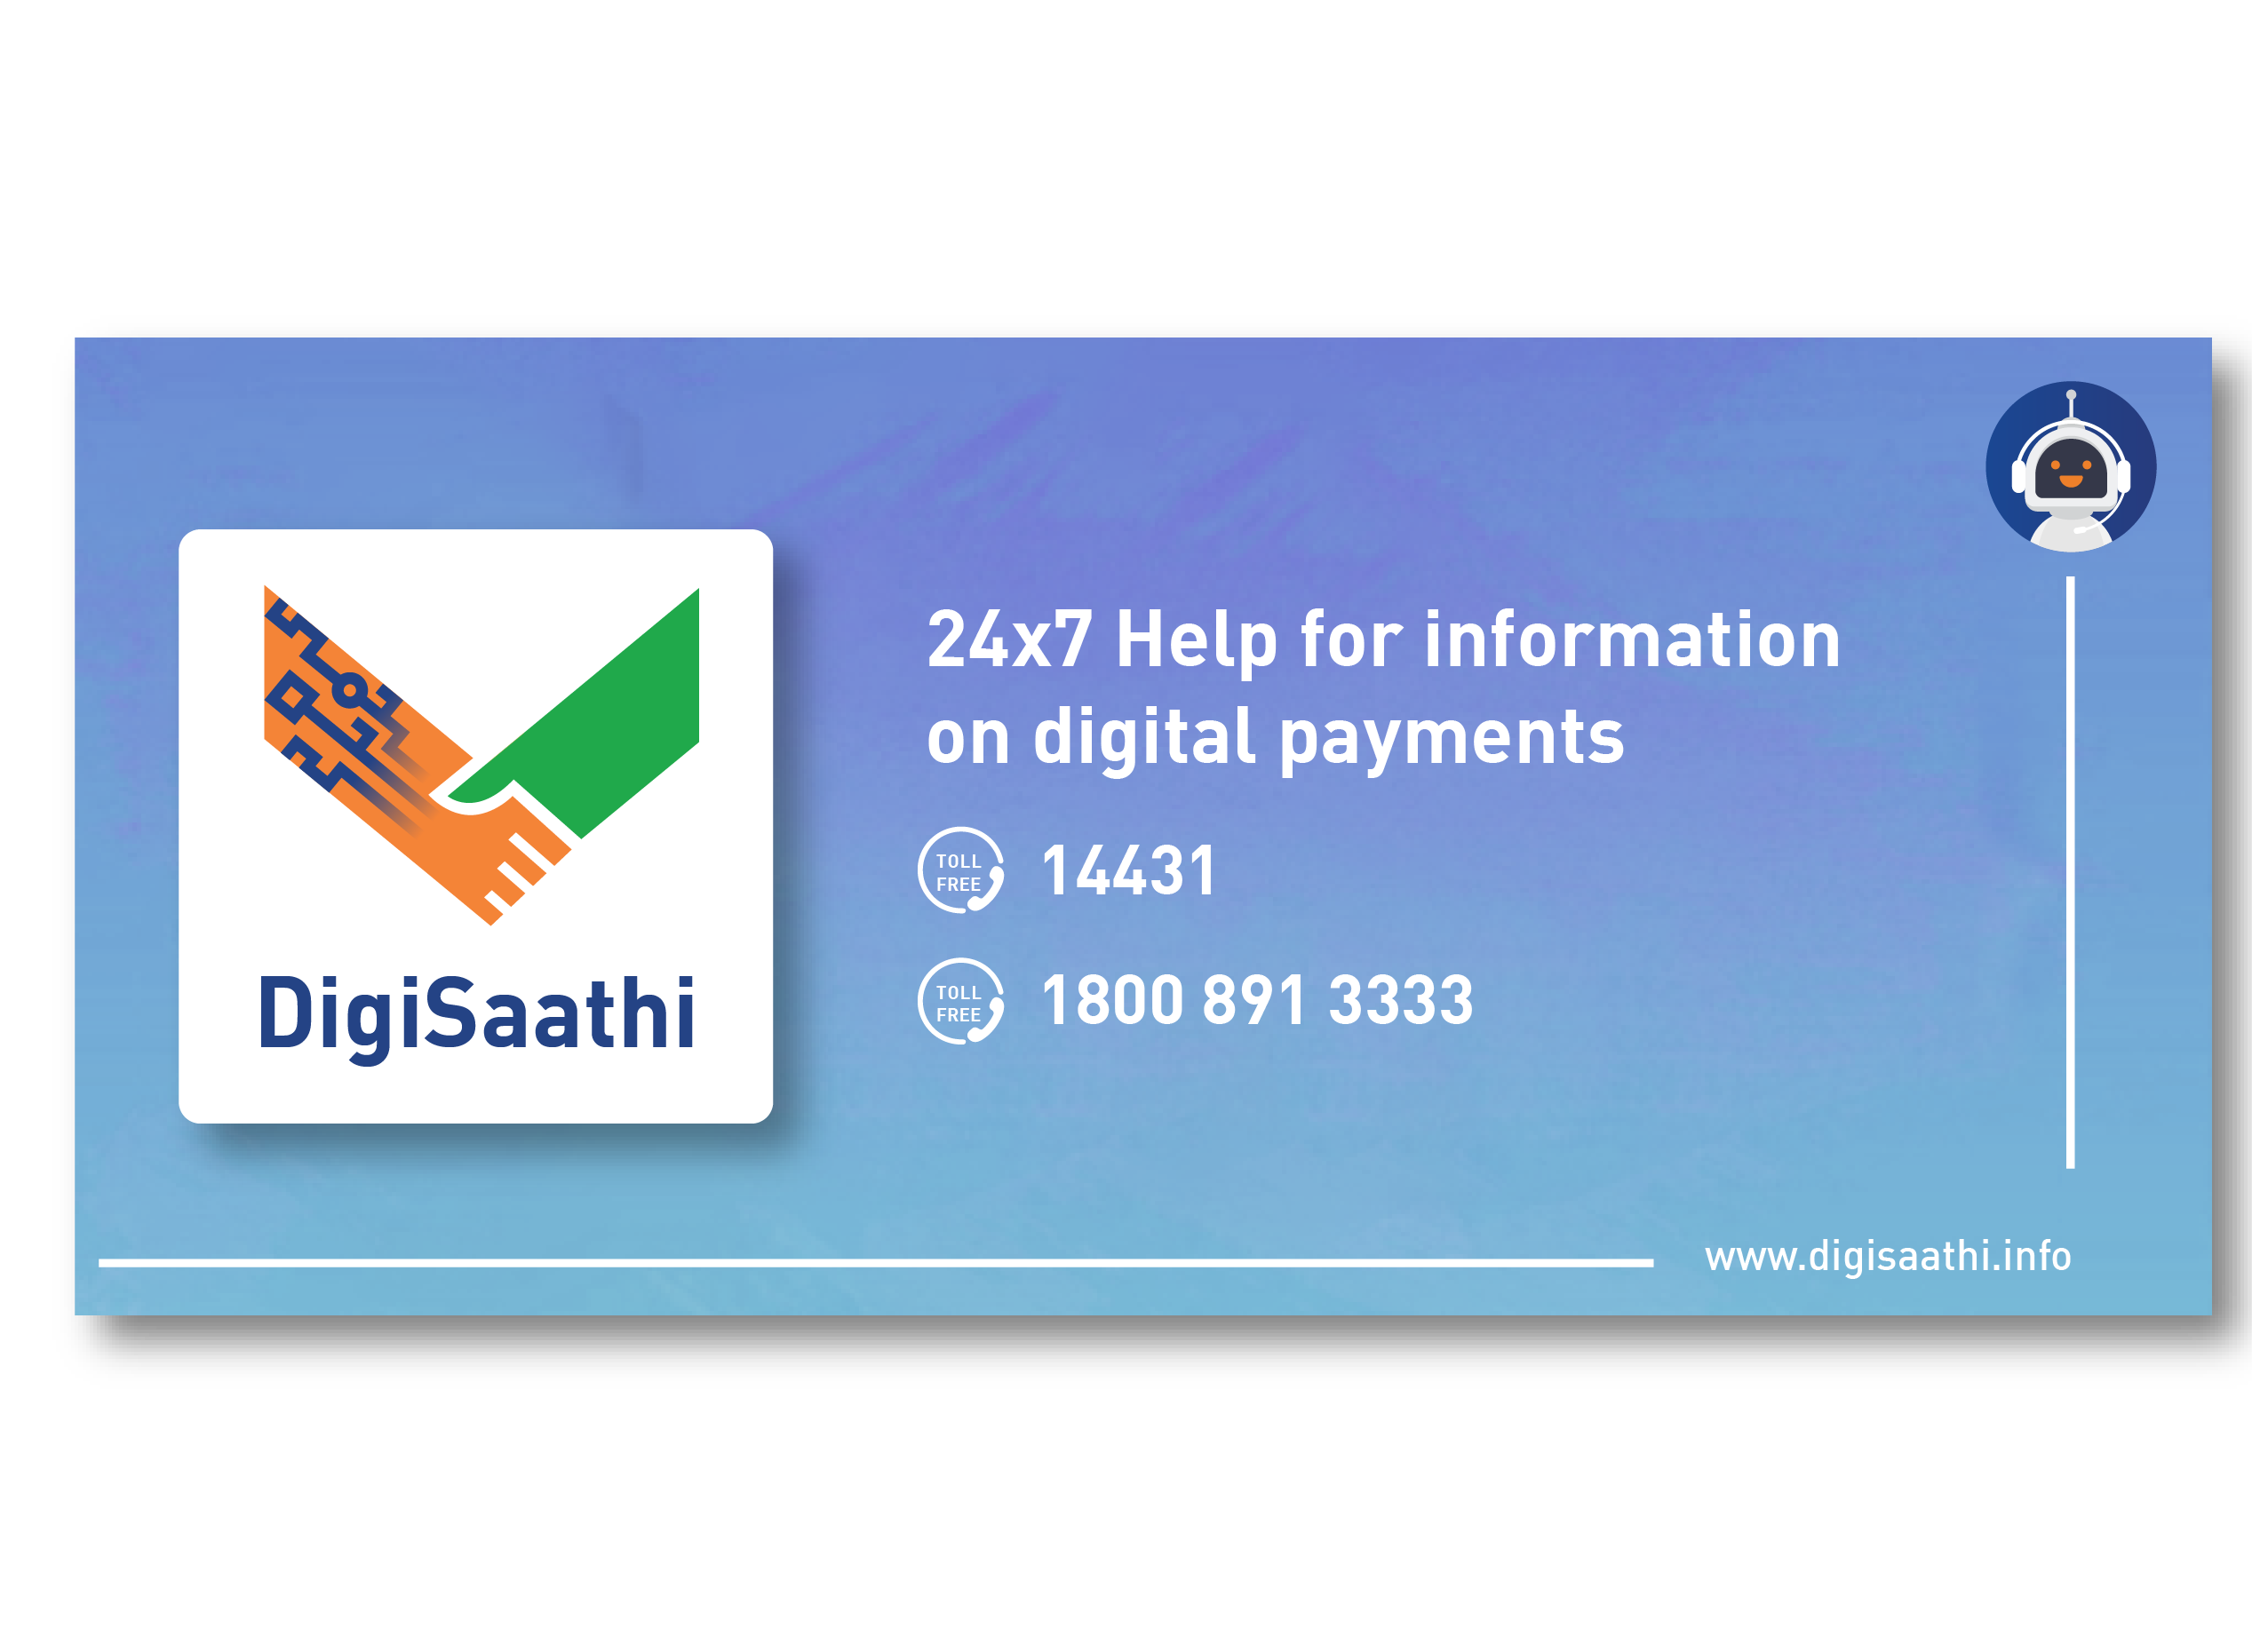 DigiSaathi
24x7 Help for information
on digital payments
TOLL
FREE
14431
TOLL
FREE
1800 891 3333
www.digisaathi.info